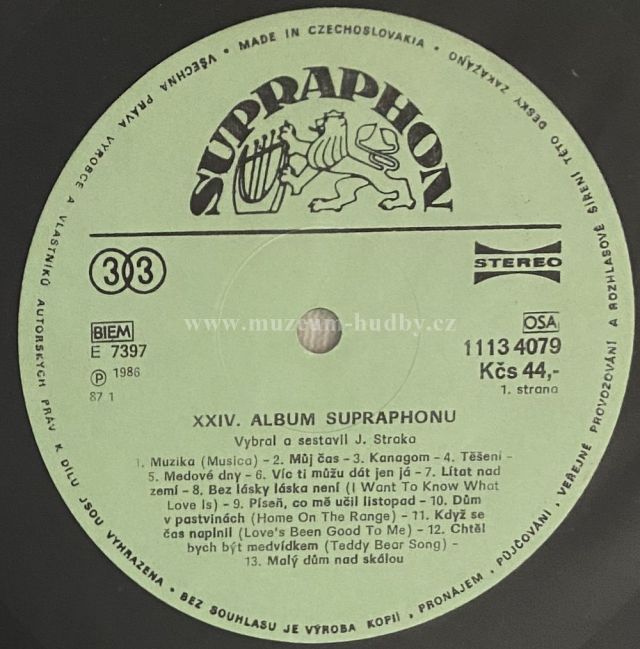 VŠECHNA PRÁVA VÝROBCE A VLASTNÍKŮ AUTORSKÝCH PRÁV K DÍLU JSOU VYHRAZENA • BEZ SOUHLASU JE VÝROBA KOPIÍ, PRONÁJEM, PŮJČOVÁNÍ, VEŘEJNÉ PROVOZOVÁNÍ A ROZHLASOVÉ ŠÍŘENÍ TÉTO DESKY ZAKÁZÁNO • MADE IN CZECHOSLOVAKIA •
SUPRAPHON
33
STEREO
www.muzeum-hudby.cz
BIEM
E 7397
Ⓟ 1986
87 1
OSA
1113 4079
Kčs 44,-
1. strana
XXIV. ALBUM SUPRAPHONU
Vybral a sestavil J. Straka
1. Muzika (Musica) – 2. Můj čas – 3. Kanagom – 4. Těšení –
5. Medové dny – 6. Víc ti můžu dát jen já – 7. Lítat nad
zemí – 8. Bez lásky láska není (I Want To Know What
Love Is) – 9. Píseň, co mě učil listopad – 10. Dům
v pastvinách (Home On The Range) – 11. Když se
čas naplnil (Love's Been Good To Me) – 12. Chtěl
bych být medvídkem (Teddy Bear Song) –
13. Malý dům nad skálou